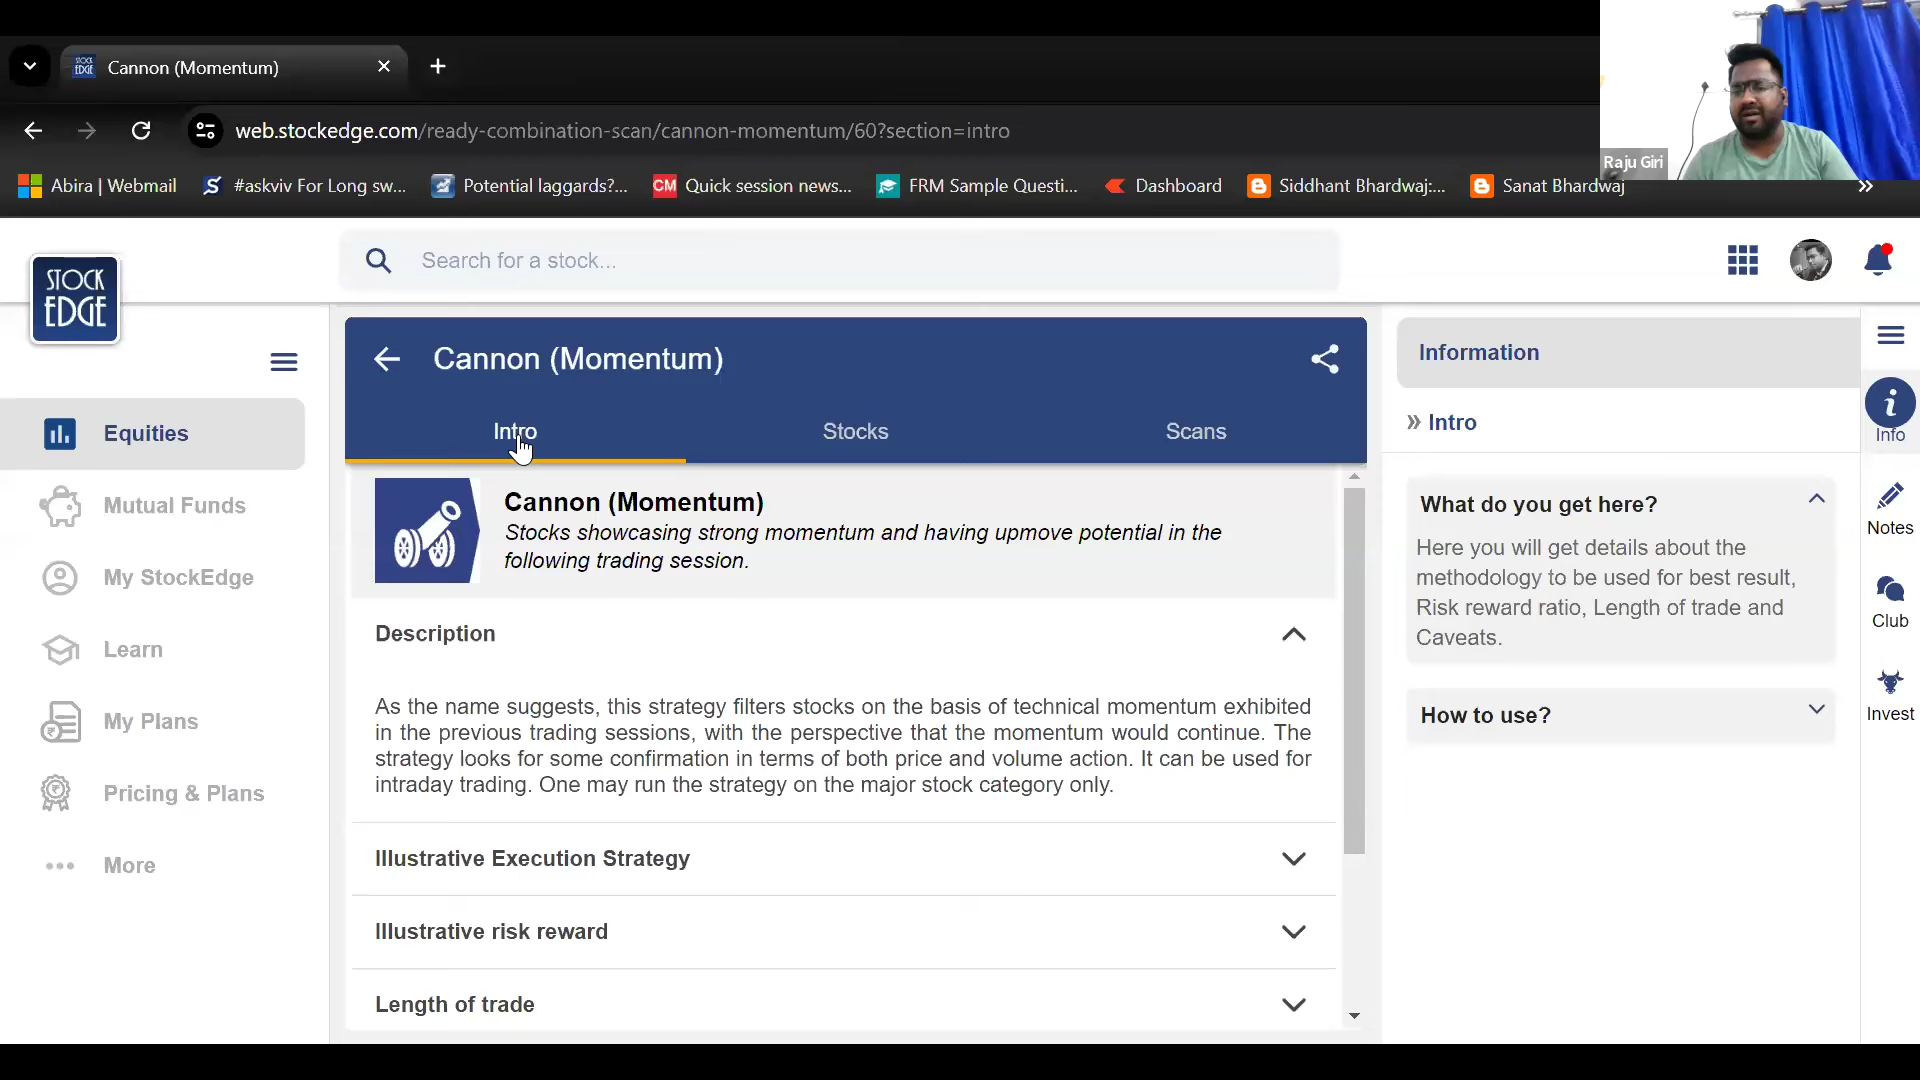 Cannon (Momentum)
web.stockedge.com/ready-combination-scan/cannon-momentum/60?section=intro
Raju Giri
Abira | Webmail
#askviv For Long sw...
Potential laggards?...
CM Quick session news...
FRM Sample Questi...
Dashboard
Siddhant Bhardwaj:...
Sanat Bhardwaj
STOCK
EDGE
Search for a stock...
Equities
Mutual Funds
My StockEdge
Learn
My Plans
Pricing & Plans
More
Cannon (Momentum)
Intro
Stocks
Scans
Cannon (Momentum)
Stocks showcasing strong momentum and having upmove potential in the
following trading session.
Description
As the name suggests, this strategy filters stocks on the basis of technical momentum exhibited
in the previous trading sessions, with the perspective that the momentum would continue. The
strategy looks for some confirmation in terms of both price and volume action. It can be used for
intraday trading. One may run the strategy on the major stock category only.
Illustrative Execution Strategy
Illustrative risk reward
Length of trade
Information
» Intro
What do you get here?
Here you will get details about the
methodology to be used for best result,
Risk reward ratio, Length of trade and
Caveats.
How to use?
Info
Notes
Club
Invest